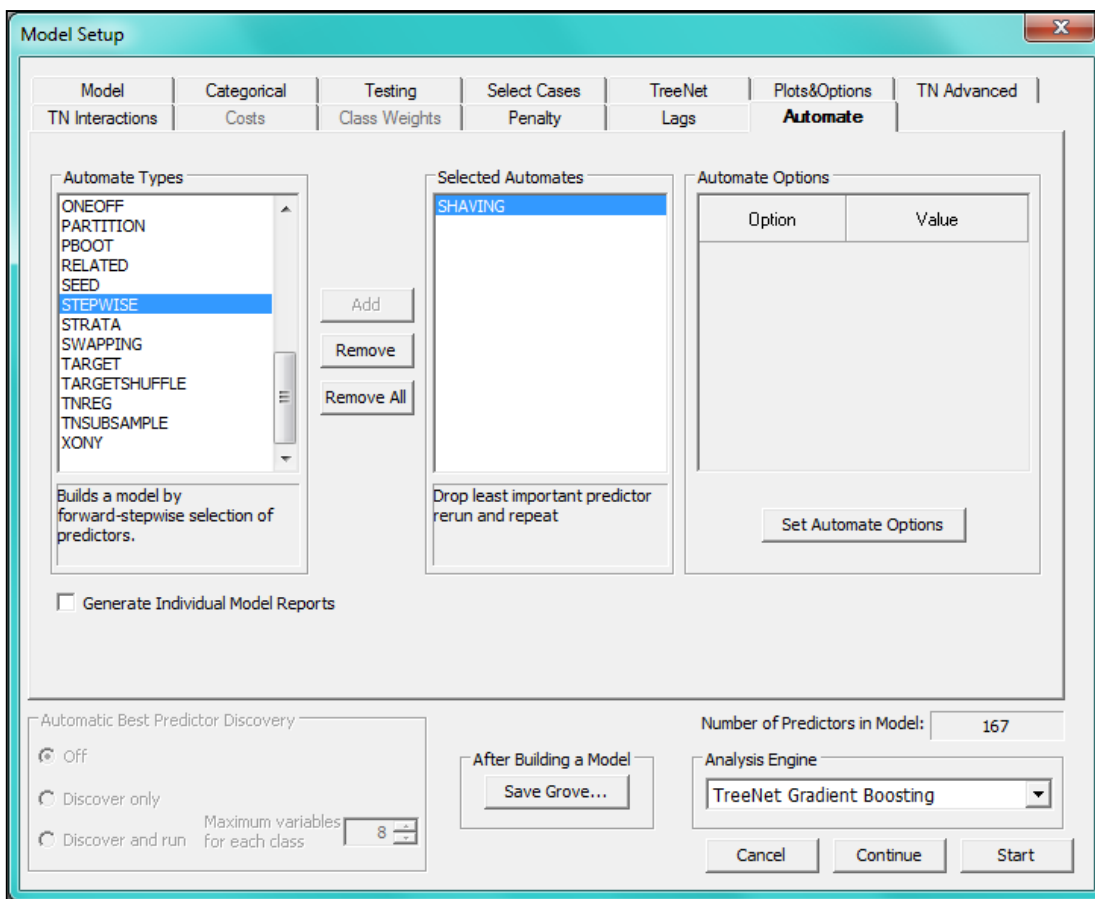 Model Setup
Model Categorical Testing Select Cases TreeNet Plots&Options TN Advanced
TN Interactions Costs Class Weights Penalty Lags Automate
Automate Types
ONEOFF
PARTITION
PBOOT
RELATED
SEED
STEPWISE
STRATA
SWAPPING
TARGET
TARGETSHUFFLE
TNREG
TNSUBSAMPLE
XONY
Builds a model by
forward-stepwise selection of
predictors.
Add
Remove
Remove All
Selected Automates
SHAVING
Drop least important predictor
rerun and repeat
Automate Options
Option Value
Set Automate Options
Generate Individual Model Reports
Automatic Best Predictor Discovery
Off
Discover only
Discover and run
Maximum variables
for each class
8
After Building a Model
Save Grove...
Number of Predictors in Model: 167
Analysis Engine
TreeNet Gradient Boosting
Cancel Continue Start